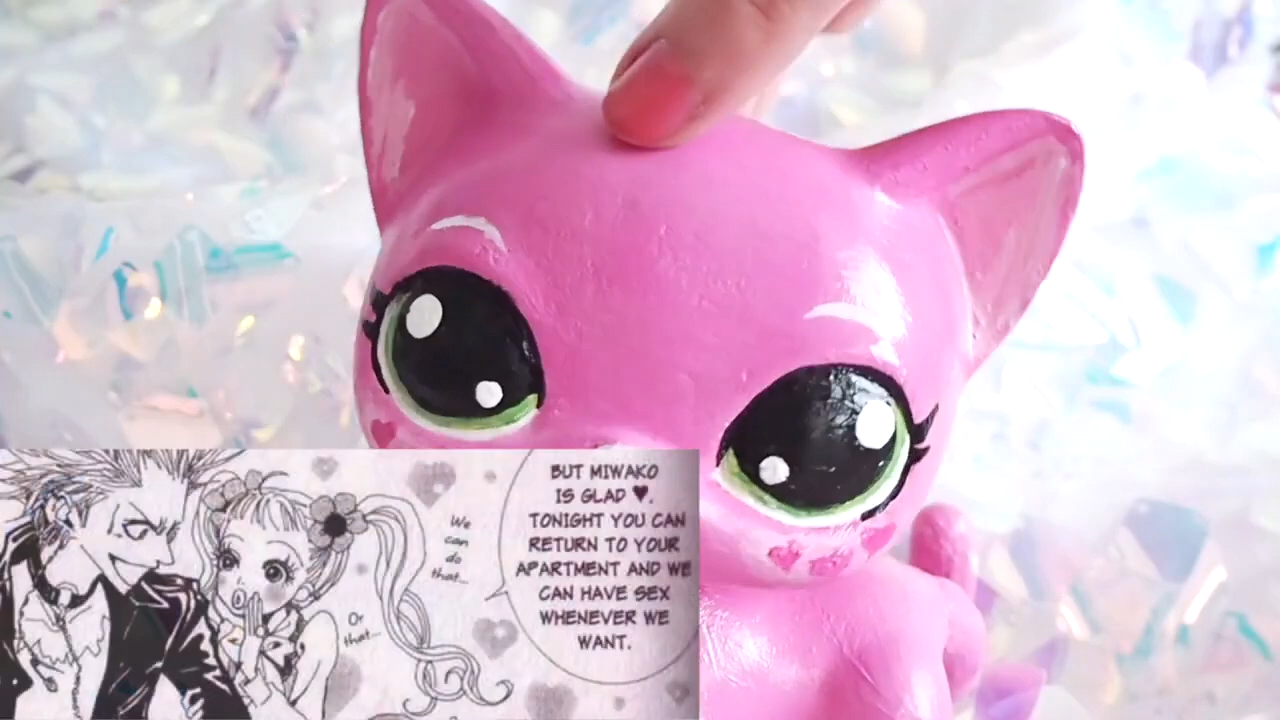 We
can
do
that...
Or
that...
BUT MIWAKO
IS GLAD ♥.
TONIGHT YOU CAN
RETURN TO YOUR
APARTMENT AND WE
CAN HAVE SEX
WHENEVER WE
WANT.